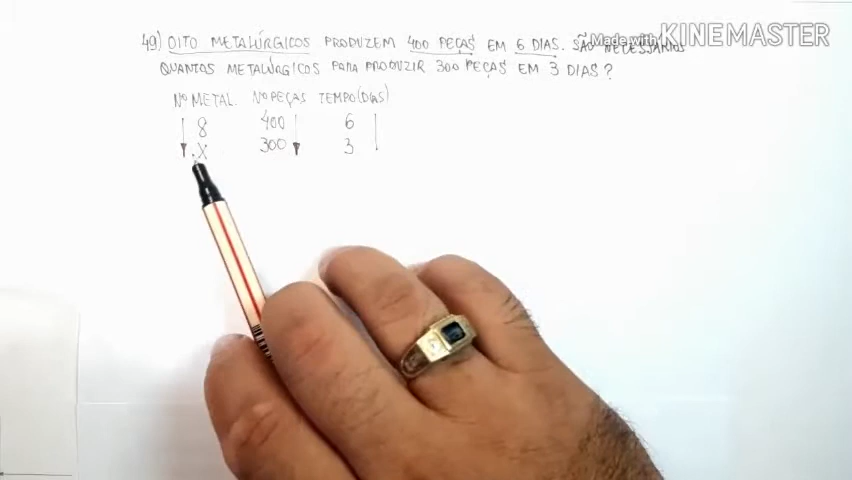 49) OITO METALÚRGICOS PRODUZEM 400 PEÇAS EM 6 DIAS. SÃO NECESSÁRIOS
Made with KINEMASTER
QUANTOS METALÚRGICOS PARA PRODUZIR 300 PEÇAS EM 3 DIAS?
Nº METAL. Nº PEÇAS TEMPO (DIAS)
8 400 6
X 300 3